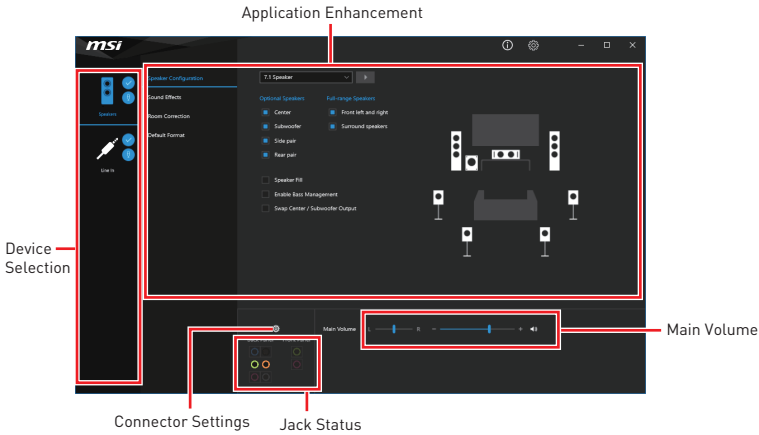 Application Enhancement
msi
Speaker Configuration
Sound Effects
Room Correction
Default Format
Speakers
Line In
7.1 Speaker
Optional Speakers
Full-range Speakers
Center
Front left and right
Subwoofer
Surround speakers
Side pair
Rear pair
Speaker Fill
Enable Bass Management
Swap Center / Subwoofer Output
Device
Selection
Main Volume
L
R
Main Volume
Connector Settings
Jack Status